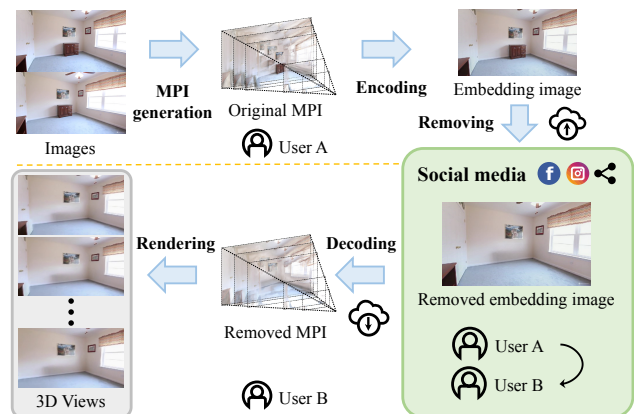 MPI
generation
Encoding
Images
Original MPI
Embedding image
User A
Removing
Social media
f
Rendering
Decoding
Removed embedding image
Removed MPI
User A
User B
3D Views
User B